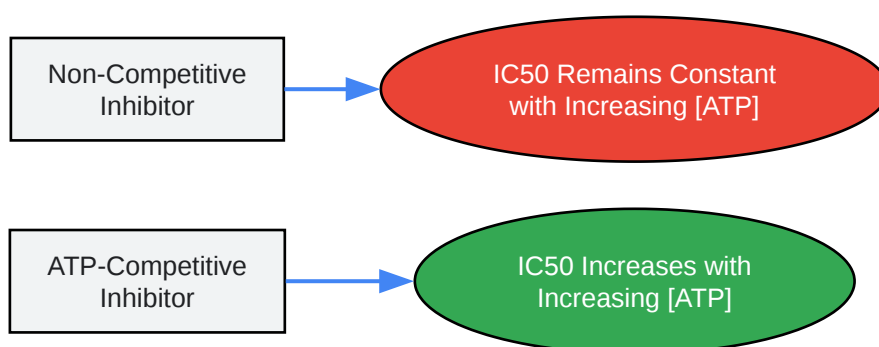 Non-Competitive
Inhibitor
IC50 Remains Constant
with Increasing [ATP]
ATP-Competitive
Inhibitor
IC50 Increases with
Increasing [ATP]